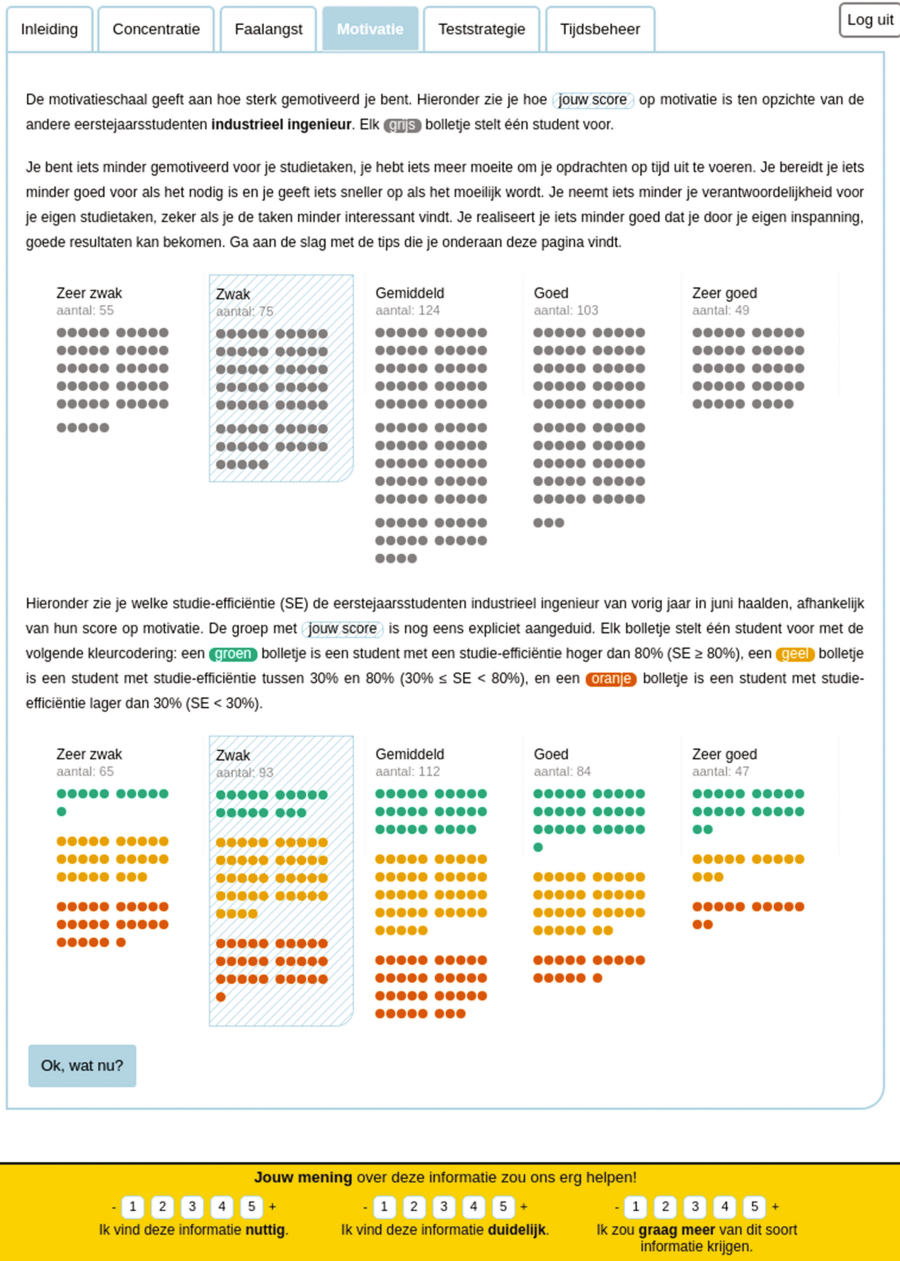 Inleiding Concentratie Faalangst Motivatie Teststrategie Tijdsbeheer Log uit
De motivatieschaal geeft aan hoe sterk gemotiveerd je bent. Hieronder zie je hoe jouw score op motivatie is ten opzichte van de
andere eerstejaarsstudenten industrieel ingenieur. Elk grijs bolletje stelt één student voor.
Je bent iets minder gemotiveerd voor je studietaken, je hebt iets meer moeite om je opdrachten op tijd uit te voeren. Je bereidt je iets
minder goed voor als het nodig is en je geeft iets sneller op als het moeilijk wordt. Je neemt iets minder je verantwoordelijkheid voor
je eigen studietaken, zeker als je de taken minder interessant vindt. Je realiseert je iets minder goed dat je door je eigen inspanning,
goede resultaten kan bekomen. Ga aan de slag met de tips die je onderaan deze pagina vindt.
Zeer zwak Zwak Gemiddeld Goed Zeer goed
aantal: 55 aantal: 75 aantal: 124 aantal: 103 aantal: 49
Hieronder zie je welke studie-efficiëntie (SE) de eerstejaarsstudenten industrieel ingenieur van vorig jaar in juni haalden, afhankelijk
van hun score op motivatie. De groep met jouw score is nog eens expliciet aangeduid. Elk bolletje stelt één student voor met de
volgende kleurcodering: een groen bolletje is een student met een studie-efficiëntie hoger dan 80% (SE ≥ 80%), een geel bolletje
is een student met studie-efficiëntie tussen 30% en 80% (30% ≤ SE < 80%), en een oranje bolletje is een student met studie-
efficiëntie lager dan 30% (SE < 30%).
Zeer zwak Zwak Gemiddeld Goed Zeer goed
aantal: 65 aantal: 93 aantal: 112 aantal: 84 aantal: 47
Ok, wat nu?
Jouw mening over deze informatie zou ons erg helpen!
- 1 2 3 4 5 + - 1 2 3 4 5 + - 1 2 3 4 5 +
Ik vind deze informatie nuttig. Ik vind deze informatie duidelijk. Ik zou graag meer van dit soort
informatie krijgen.